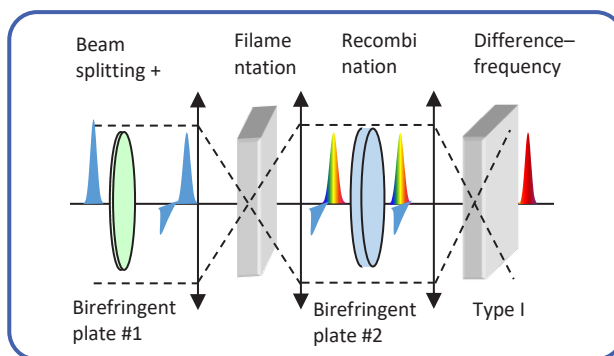 Beam
splitting +
Filame
ntation
Recombi
nation
Difference–
frequency
Birefringent
plate #1
Birefringent
plate #2
Type I